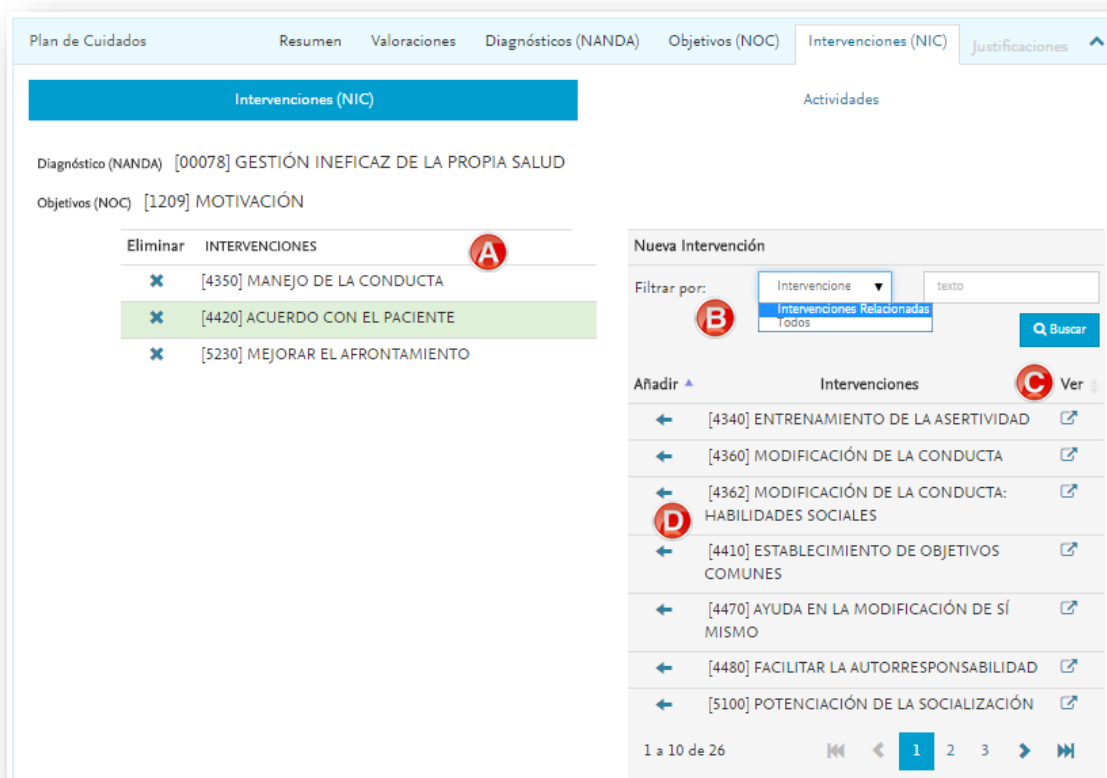 Plan de Cuidados Resumen Valoraciones Diagnósticos (NANDA) Objetivos (NOC) Intervenciones (NIC) Justificaciones
Intervenciones (NIC) Actividades
Diagnóstico (NANDA) [00078] GESTIÓN INEFICAZ DE LA PROPIA SALUD
Objetivos (NOC) [1209] MOTIVACIÓN
Eliminar INTERVENCIONES A
[4350] MANEJO DE LA CONDUCTA
[4420] ACUERDO CON EL PACIENTE
[5230] MEJORAR EL AFRONTAMIENTO
Nueva Intervención
Filtrar por: Intervencione texto
B Intervenciones Relacionadas
Todos
Buscar
Añadir Intervenciones C Ver
[4340] ENTRENAMIENTO DE LA ASERTIVIDAD
[4360] MODIFICACIÓN DE LA CONDUCTA
[4362] MODIFICACIÓN DE LA CONDUCTA:
D HABILIDADES SOCIALES
[4410] ESTABLECIMIENTO DE OBJETIVOS
COMUNES
[4470] AYUDA EN LA MODIFICACIÓN DE SÍ
MISMO
[4480] FACILITAR LA AUTORRESPONSABILIDAD
[5100] POTENCIACIÓN DE LA SOCIALIZACIÓN
1 a 10 de 26 1 2 3